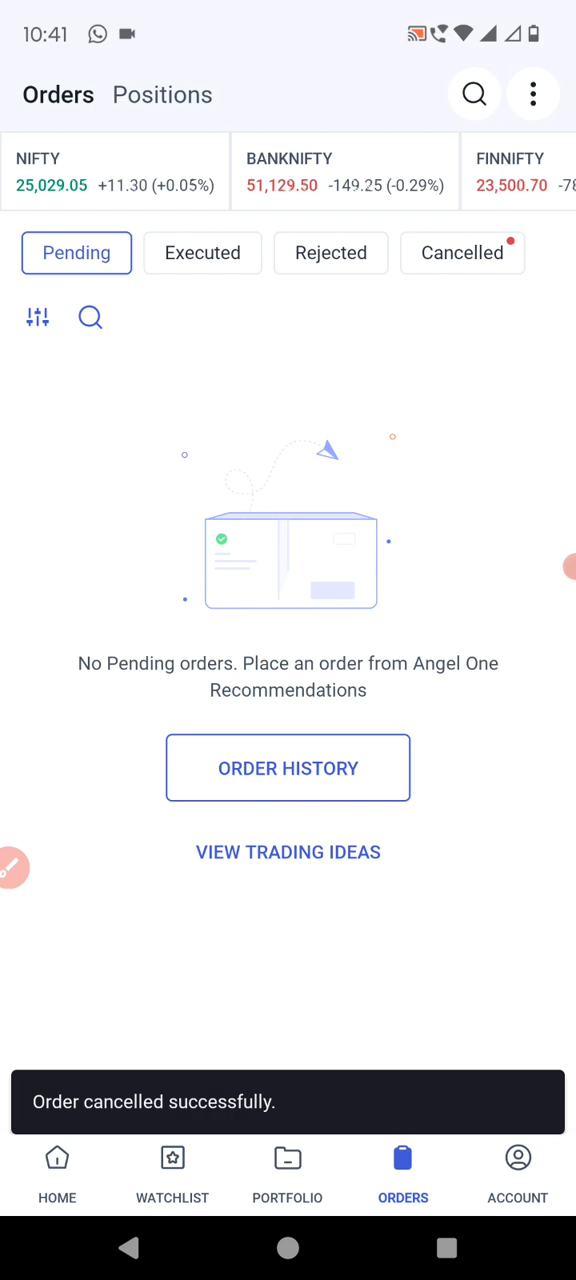 10:41
Orders Positions
NIFTY BANKNIFTY FINNIFTY
25,029.05 +11.30 (+0.05%) 51,129.50 -149.25 (-0.29%) 23,500.70 -78
Pending Executed Rejected Cancelled
No Pending orders. Place an order from Angel One
Recommendations
ORDER HISTORY
VIEW TRADING IDEAS
Order cancelled successfully.
HOME WATCHLIST PORTFOLIO ORDERS ACCOUNT